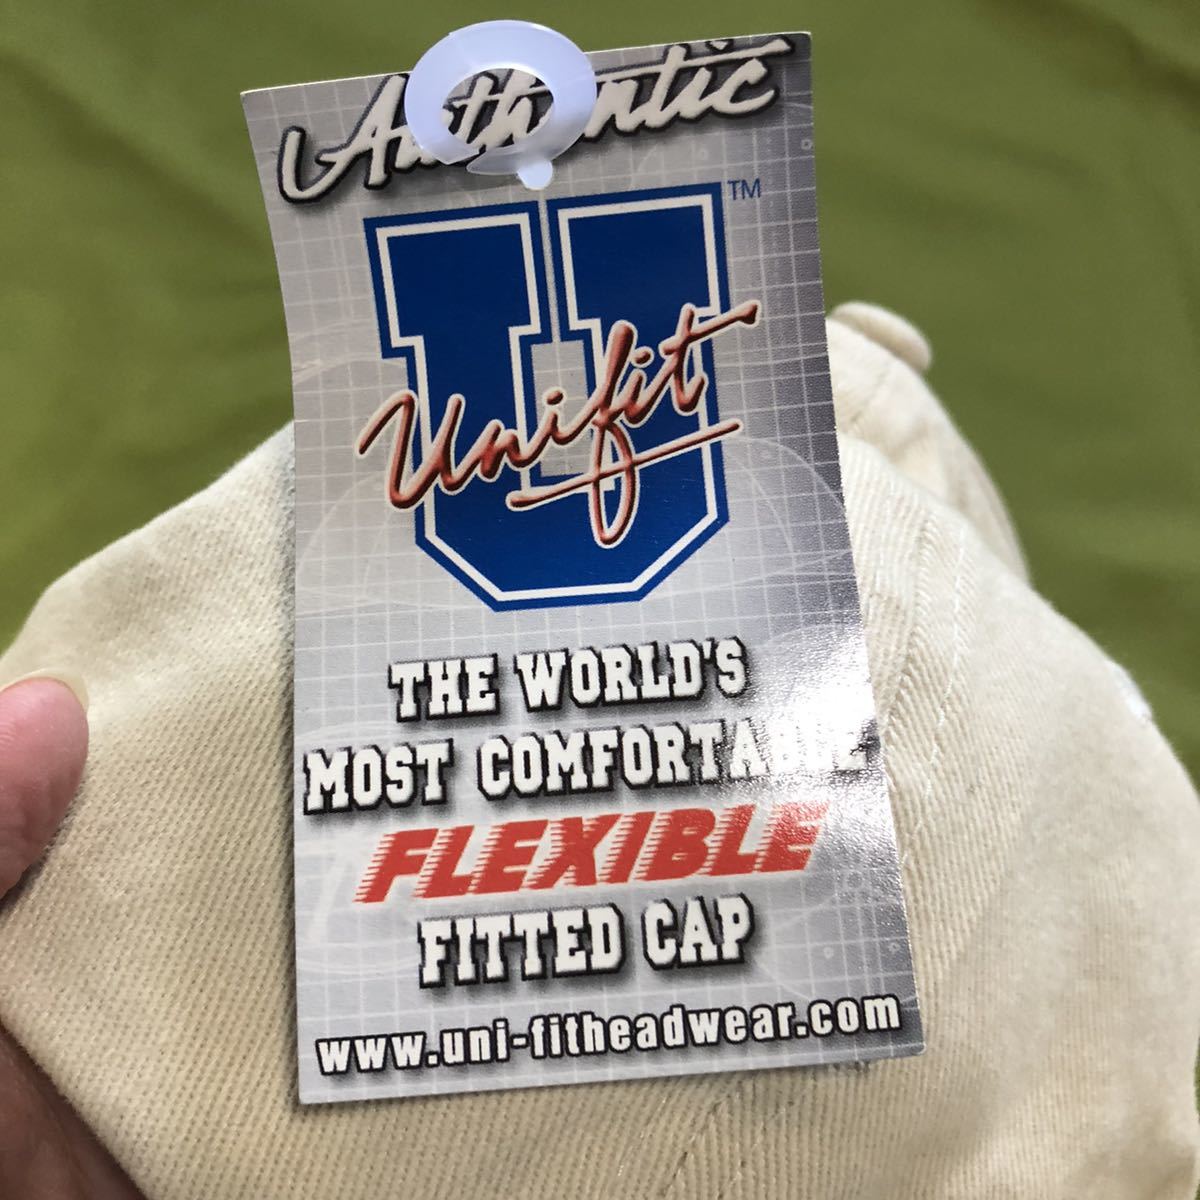 Authentic
TM
Unifit
THE WORLD'S
MOST COMFORTABLE
FLEXIBLE
FITTED CAP
www.uni-fitheadwear.com